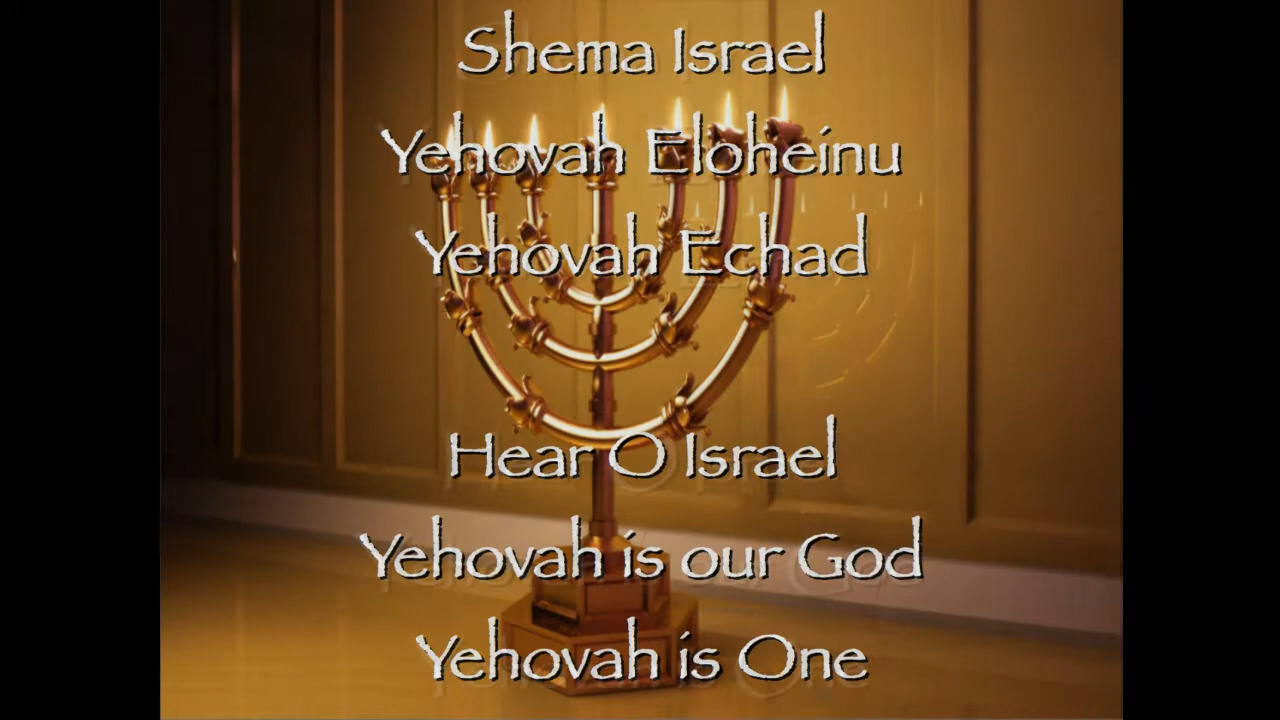 Shema Israel
Yehovah Eloheinu
Yehovah Echad
Hear O Israel
Yehovah is our God
Yehovah is One